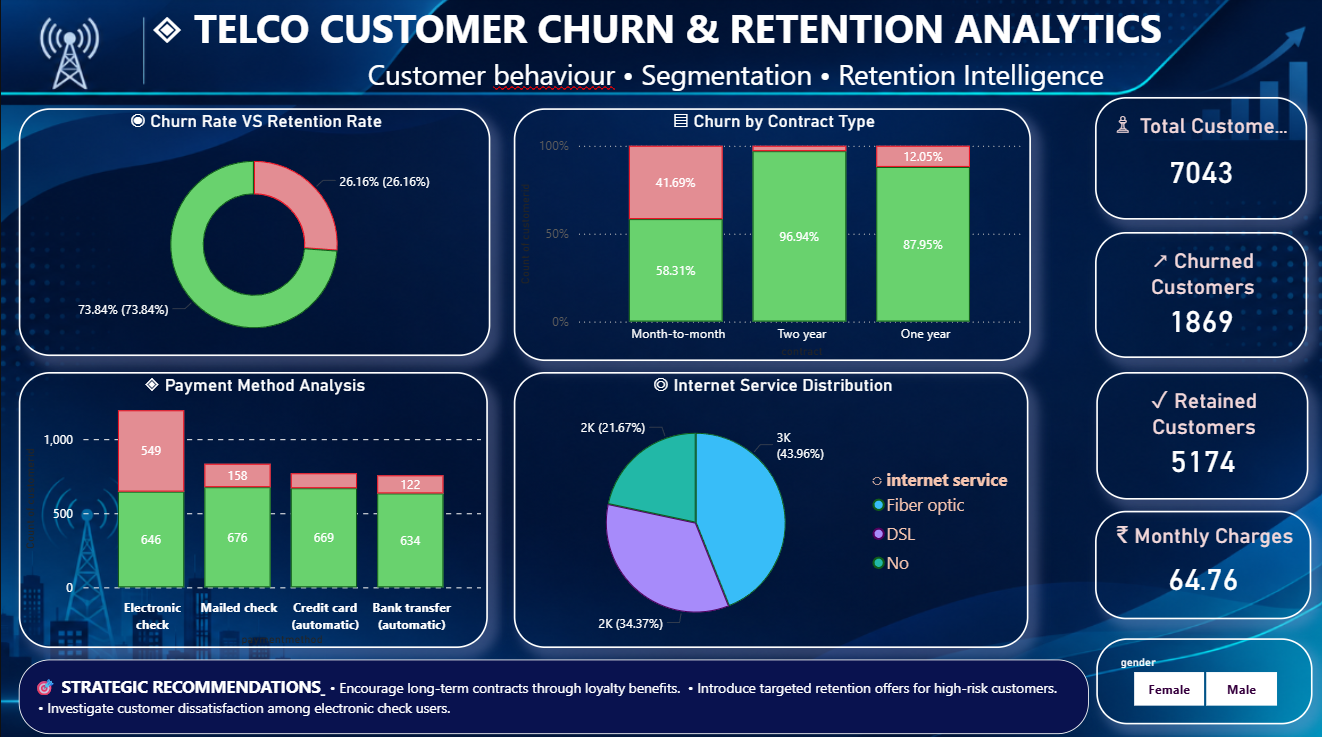 TELCO CUSTOMER CHURN & RETENTION ANALYTICS
Customer behaviour • Segmentation • Retention Intelligence
Churn Rate VS Retention Rate
26.16% (26.16%)
73.84% (73.84%)
Churn by Contract Type
100%
50%
0%
Count of customerid
41.69%
58.31%
96.94%
12.05%
87.95%
Month-to-month
Two year
One year
contract
Total Custome...
7043
↗ Churned
Customers
1869
✓ Retained
Customers
5174
₹ Monthly Charges
64.76
Payment Method Analysis
1,000
500
0
549
646
158
676
669
122
634
Electronic
check
Mailed check
Credit card
(automatic)
Bank transfer
(automatic)
Internet Service Distribution
2K (21.67%)
3K
(43.96%)
2K (34.37%)
internet service
Fiber optic
DSL
No
gender
Female
Male
🎯 STRATEGIC RECOMMENDATIONS_ • Encourage long-term contracts through loyalty benefits. • Introduce targeted retention offers for high-risk customers.
• Investigate customer dissatisfaction among electronic check users.